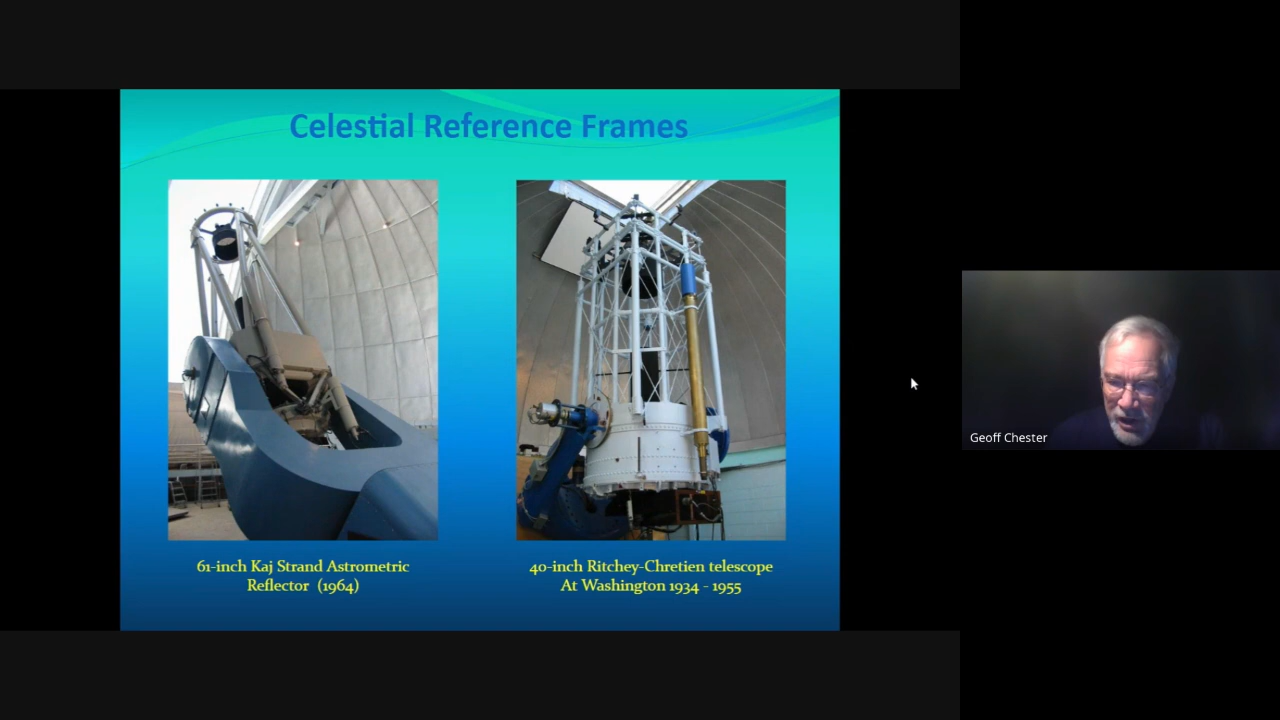 Celestial Reference Frames
61-inch Kaj Strand Astrometric
Reflector (1964)
40-inch Ritchey-Chretien telescope
At Washington 1934 - 1955
Geoff Chester